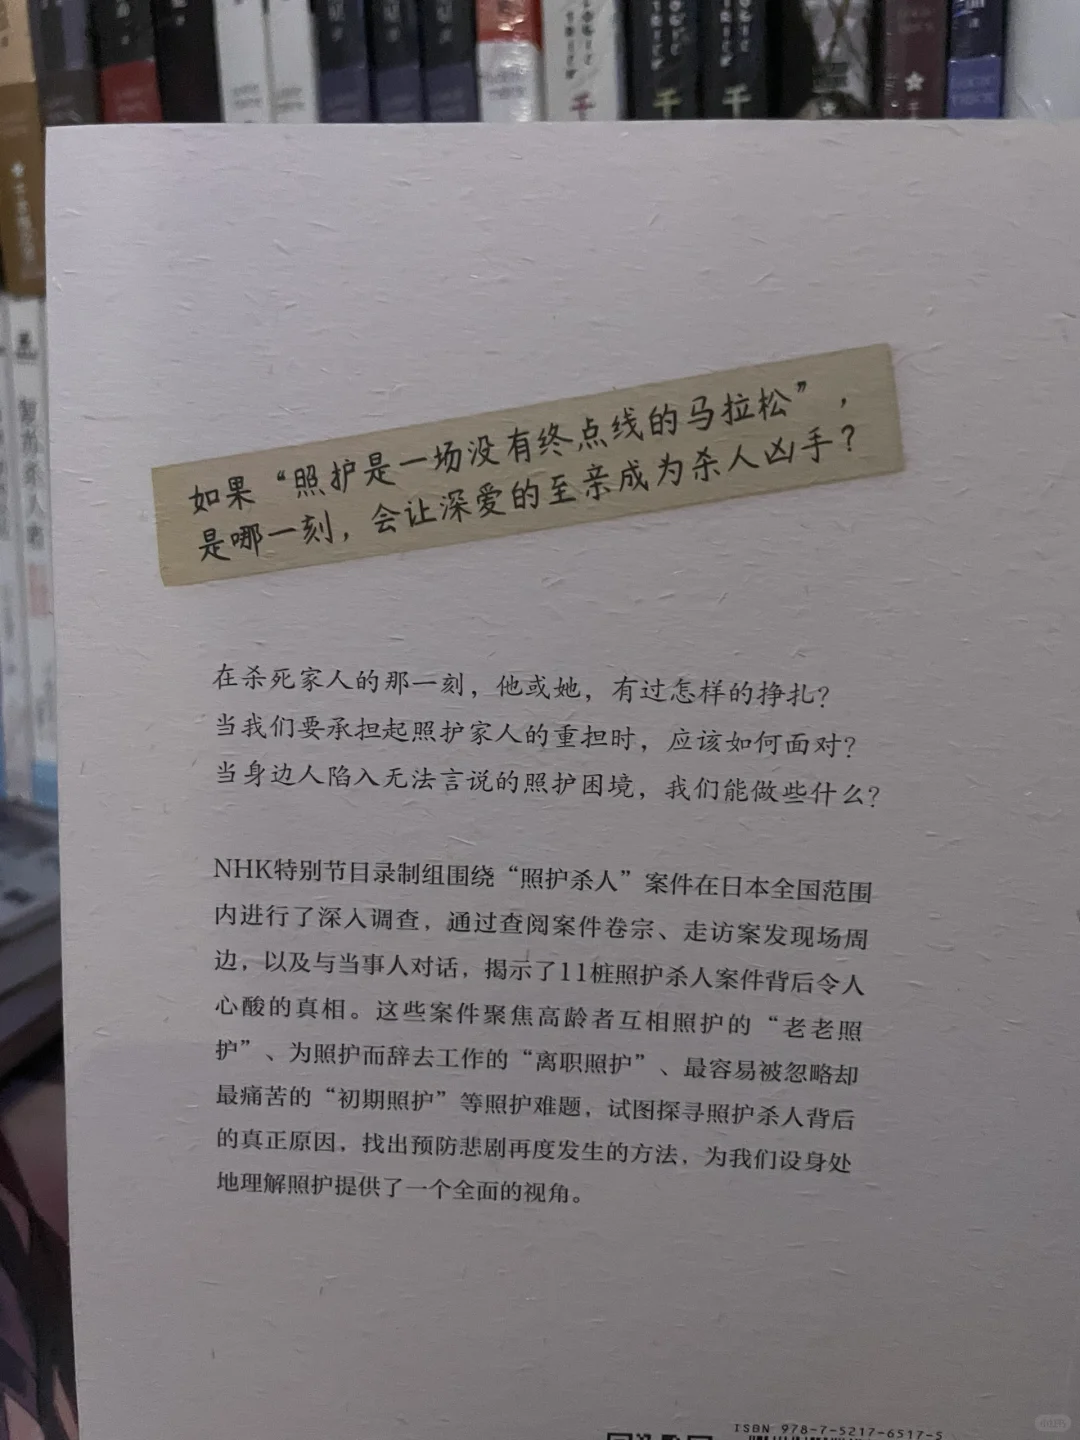 如果“照护是一场没有终点线的马拉松”，
是哪一刻，会让深爱的至亲成为杀人凶手？
在杀死家人的那一刻，他或她，有过怎样的挣扎？
当我们要承担起照护家人的重担时，应该如何面对？
当身边人陷入无法言说的照护困境，我们能做些什么？
NHK特别节目录制组围绕“照护杀人”案件在日本全国范围
内进行了深入调查，通过查阅案件卷宗、走访案发现场周
边，以及与当事人对话，揭示了11桩照护杀人案件背后令人
心酸的真相。这些案件聚焦高龄者互相照护的“老老照
护”、为照护而辞去工作的“离职照护”、最容易被忽略却
最痛苦的“初期照护”等照护难题，试图探寻照护杀人背后
的真正原因，找出预防悲剧再度发生的方法，为我们设身处
地理解照护提供了一个全面的视角。
ISBN 978-7-5217-6517-5
小红书